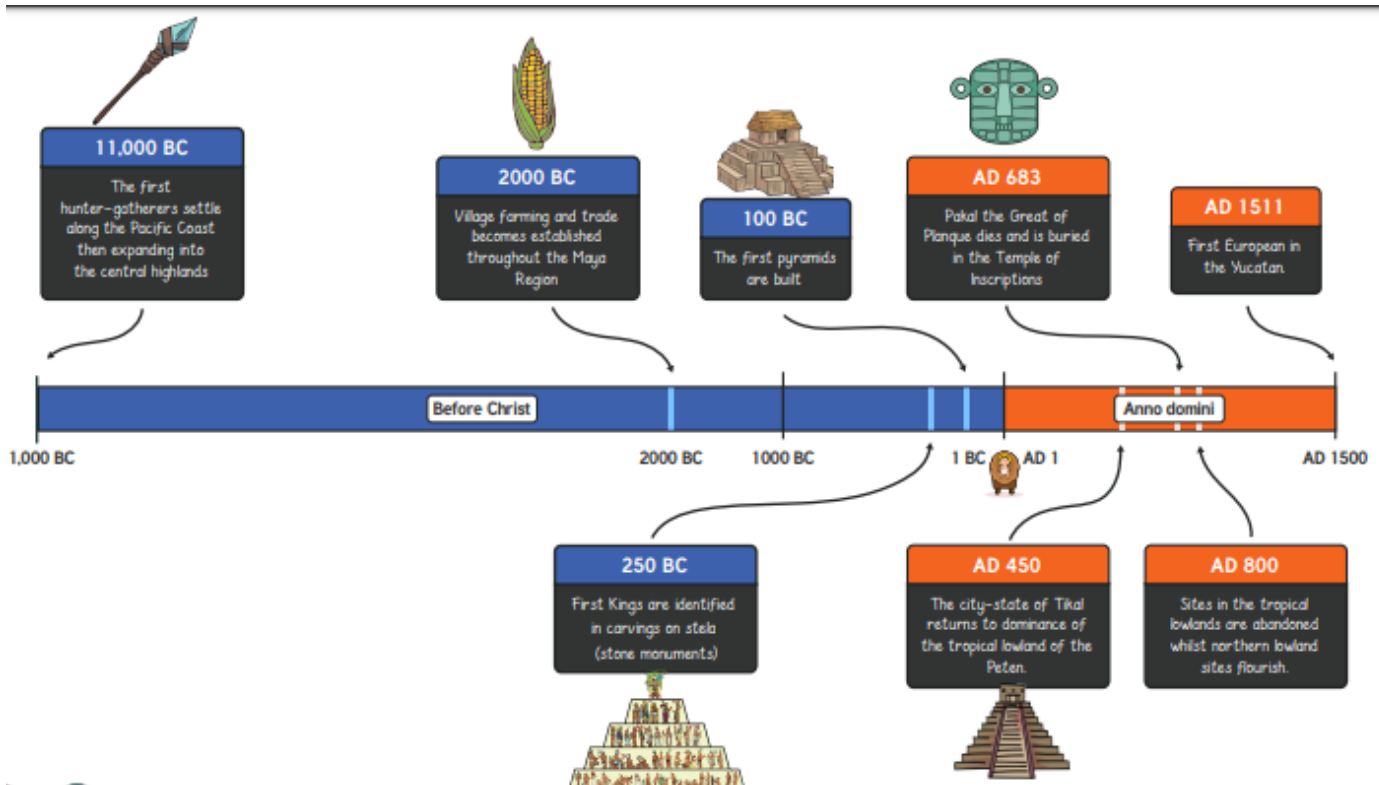 11,000 BC
The first
hunter-gatherers settle
along the Pacific Coast
then expanding into
the central highlands
2000 BC
Village farming and trade
becomes established
throughout the Maya
Region
100 BC
The first pyramids
are built
AD 683
Pakal the Great of
Planque dies and is buried
in the Temple of
Inscriptions
AD 1511
First European in
the Yucatan.
Before Christ
Anno domini
1,000 BC
2000 BC
1000 BC
1 BC
AD 1
AD 1500
250 BC
First Kings are identified
in carvings on stela
(stone monuments)
AD 450
The city-state of Tikal
returns to dominance of
the tropical lowland of the
Peten.
AD 800
Sites in the tropical
lowlands are abandoned
whilst northern lowland
sites flourish.